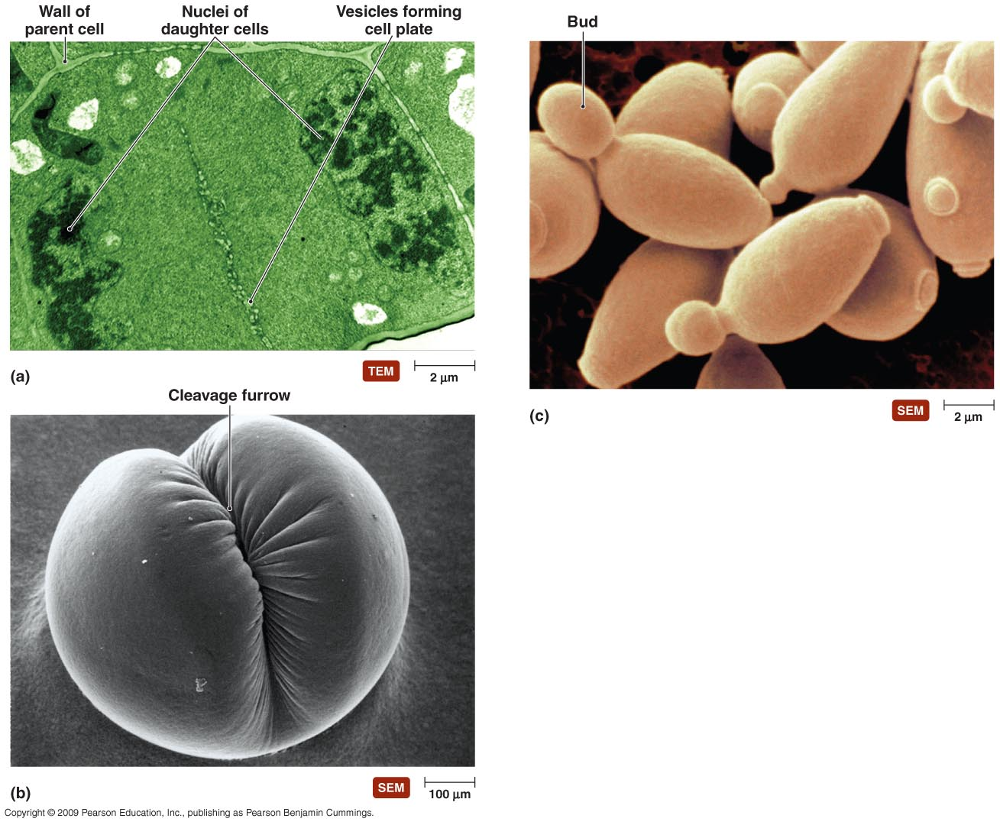 Wall of
parent cell
Nuclei of
daughter cells
Vesicles forming
cell plate
(a)
TEM
2 μm
Cleavage furrow
(b)
SEM
100 μm
Bud
(c)
SEM
2 μm
Copyright © 2009 Pearson Education, Inc., publishing as Pearson Benjamin Cummings.